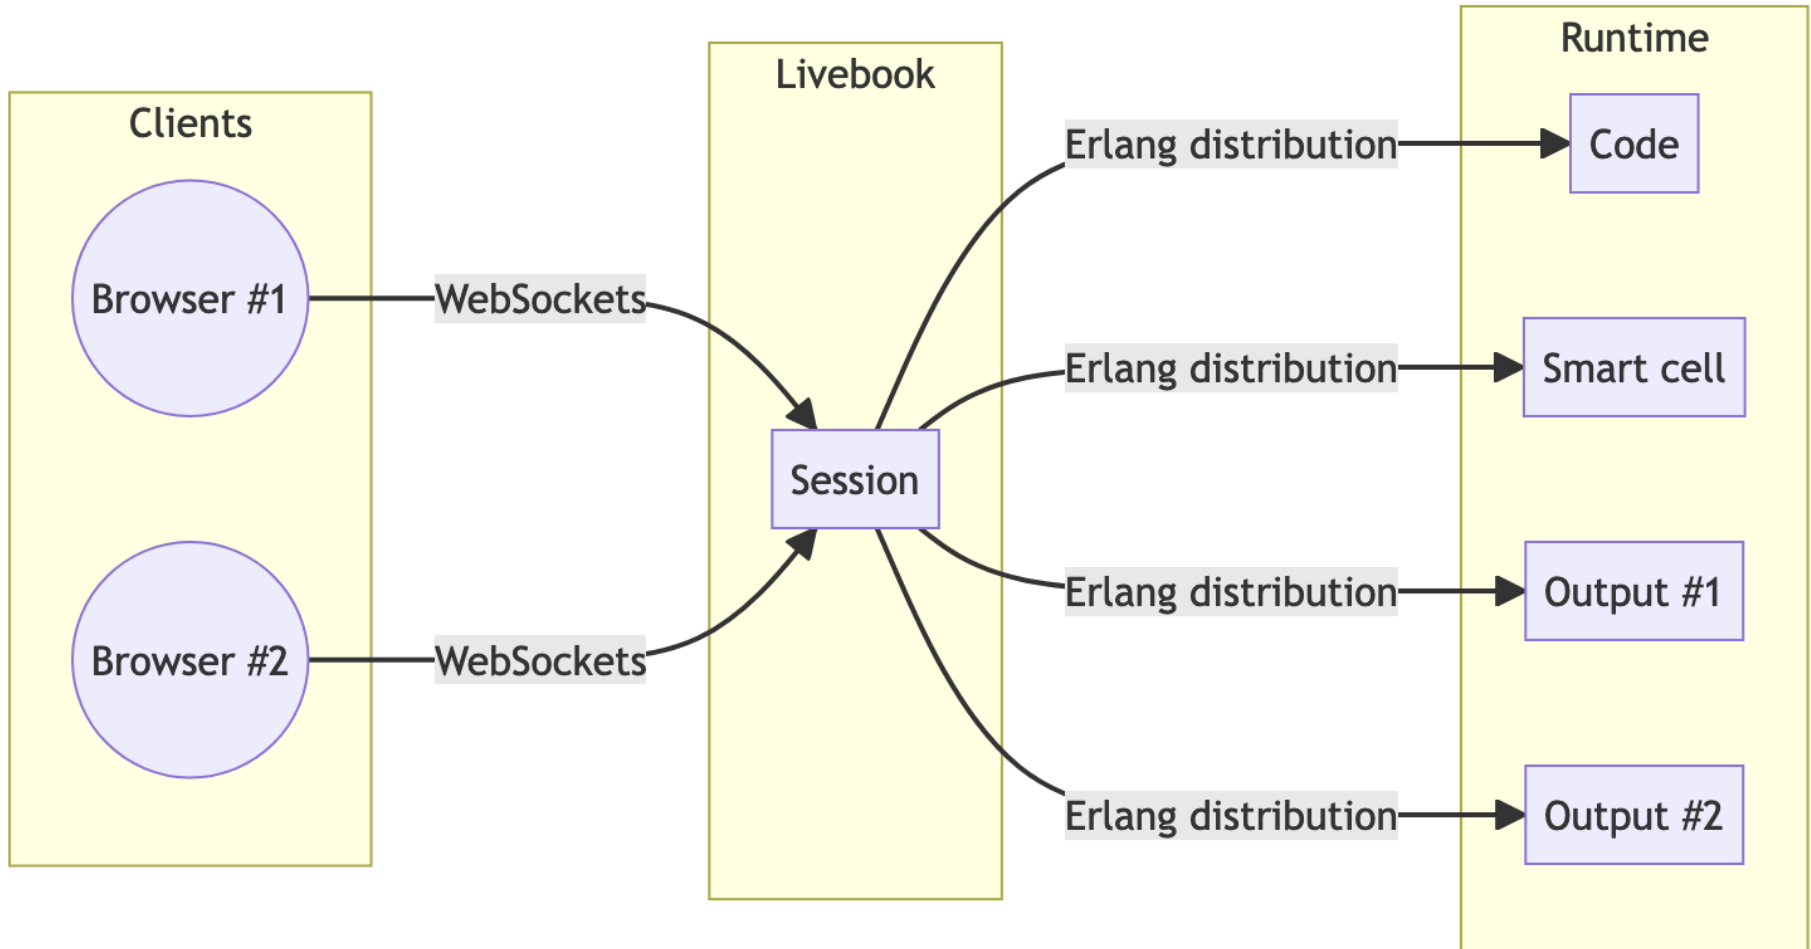 Clients
Browser #1
Browser #2
WebSockets
WebSockets
Livebook
Session
Erlang distribution
Erlang distribution
Erlang distribution
Erlang distribution
Runtime
Code
Smart cell
Output #1
Output #2